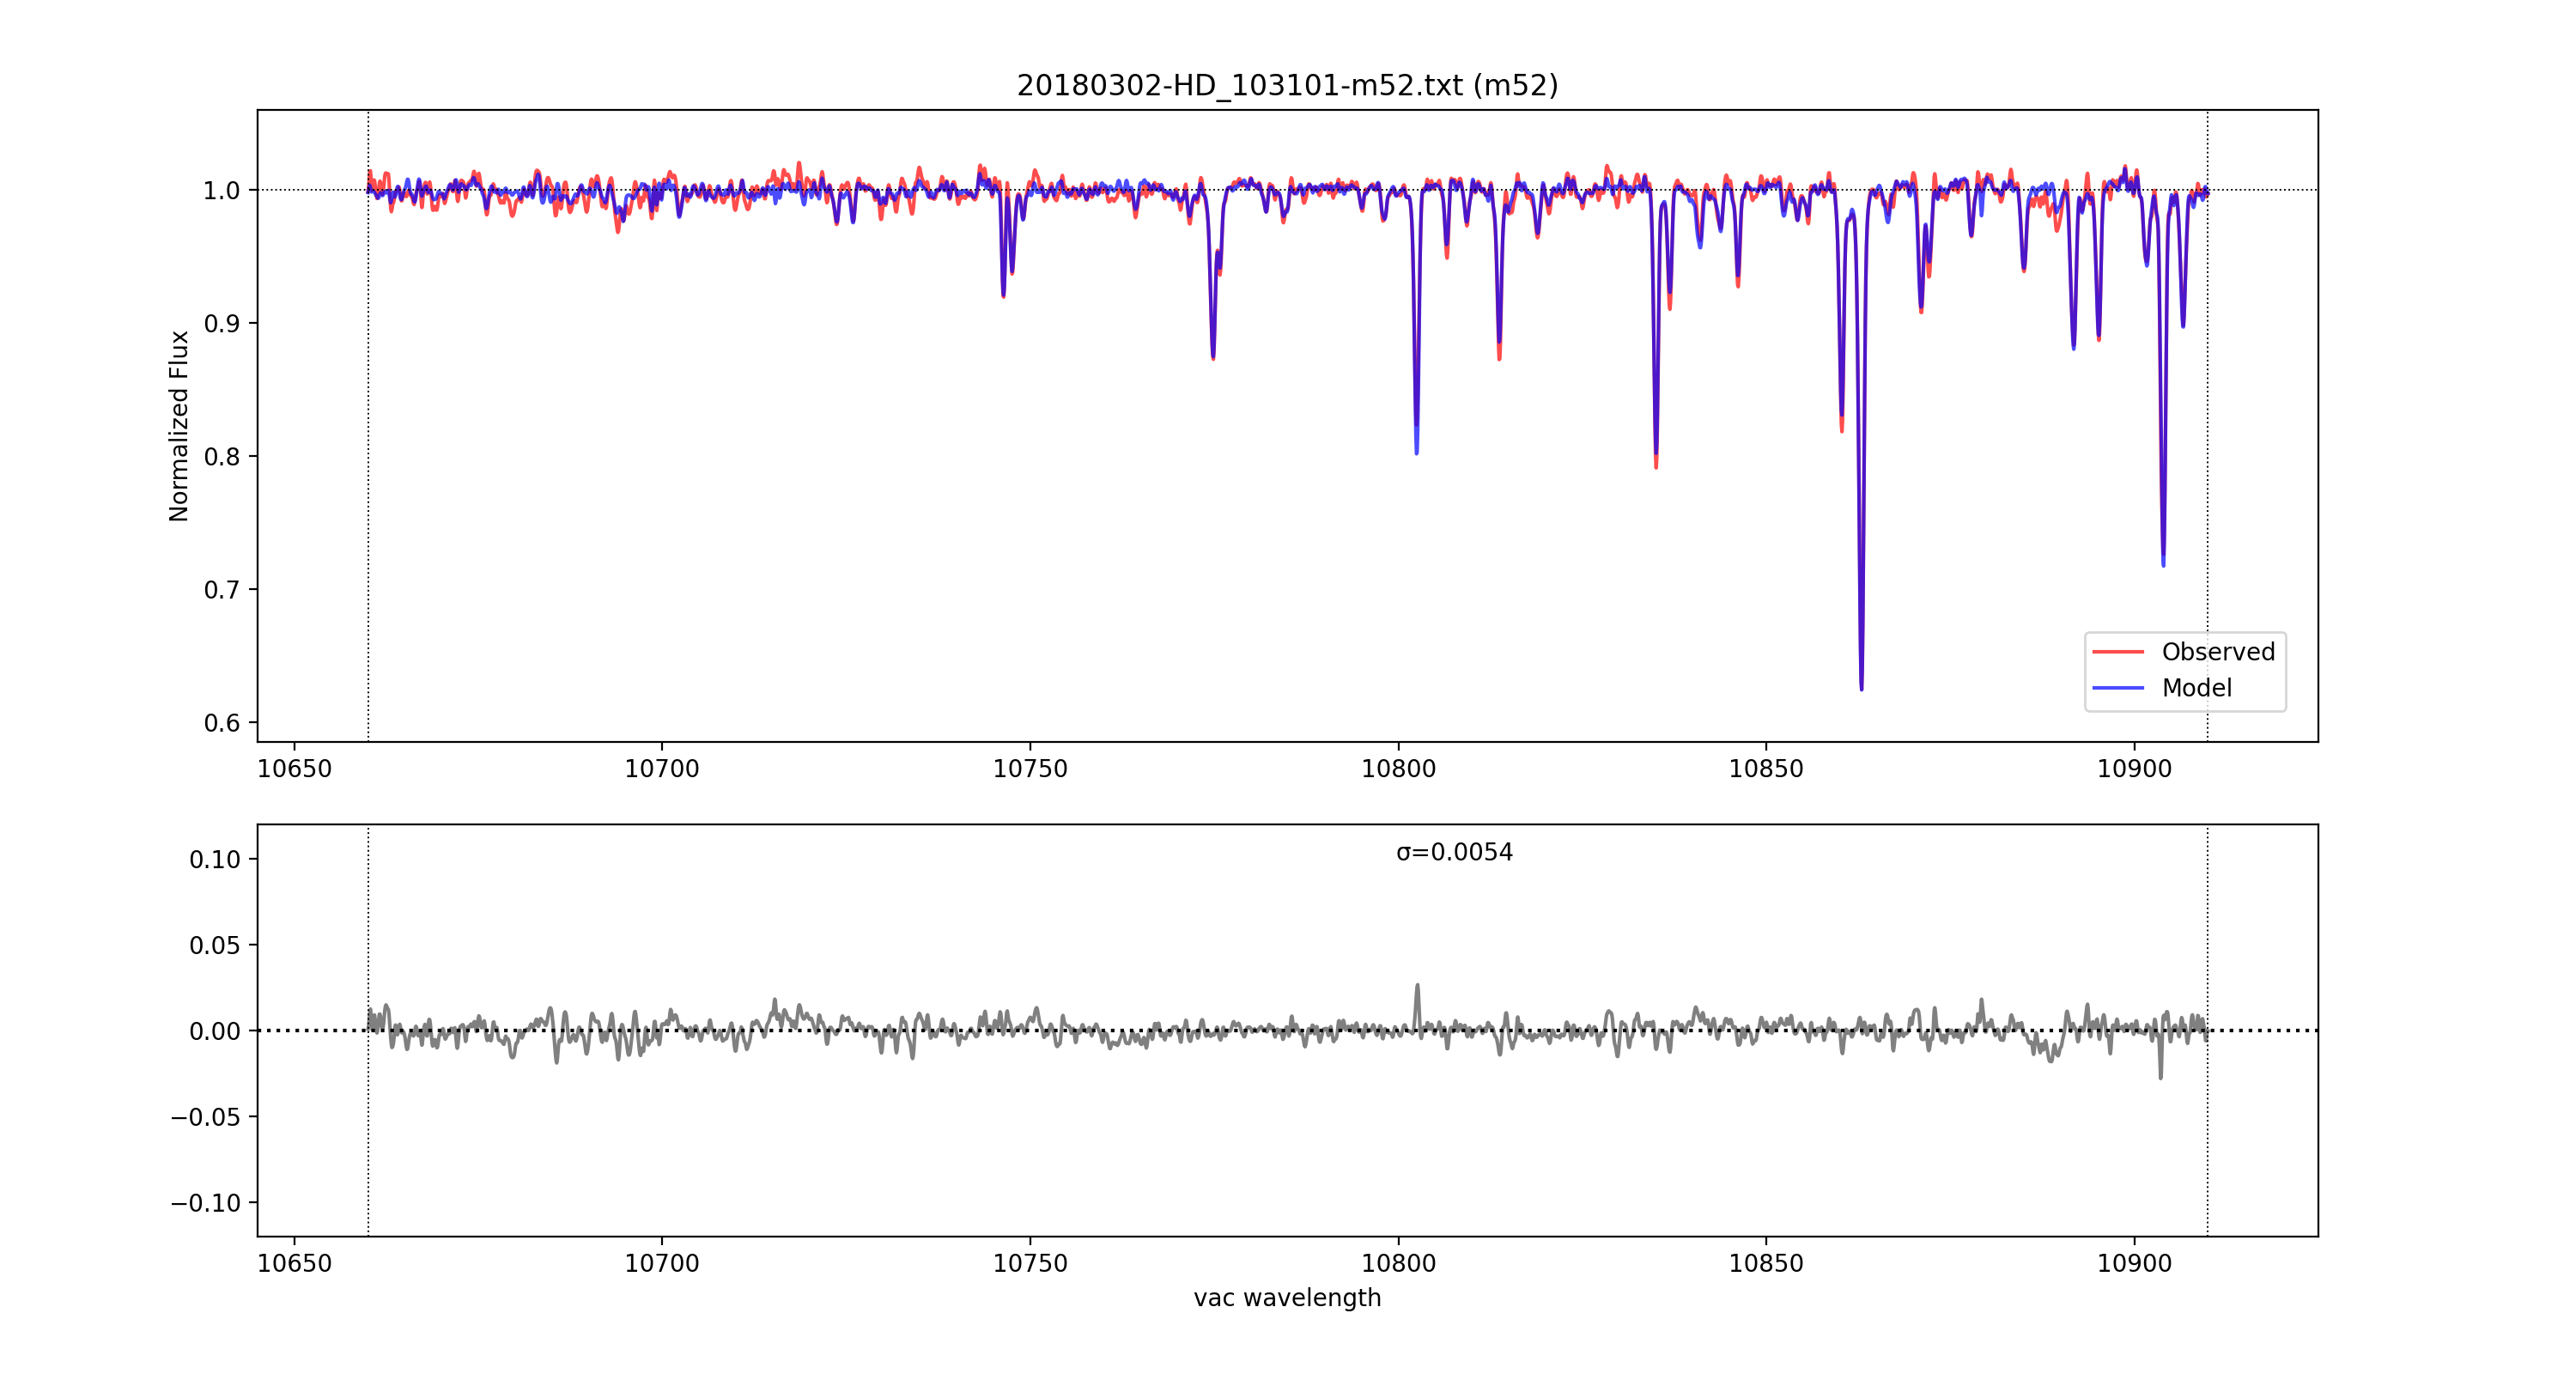 20180302-HD_103101-m52.txt (m52)
Normalized Flux
1.0
0.9
0.8
0.7
0.6
Observed
Model
10650 10700 10750 10800 10850 10900
σ=0.0054
0.10
0.05
0.00
−0.05
−0.10
10650 10700 10750 10800 10850 10900
vac wavelength